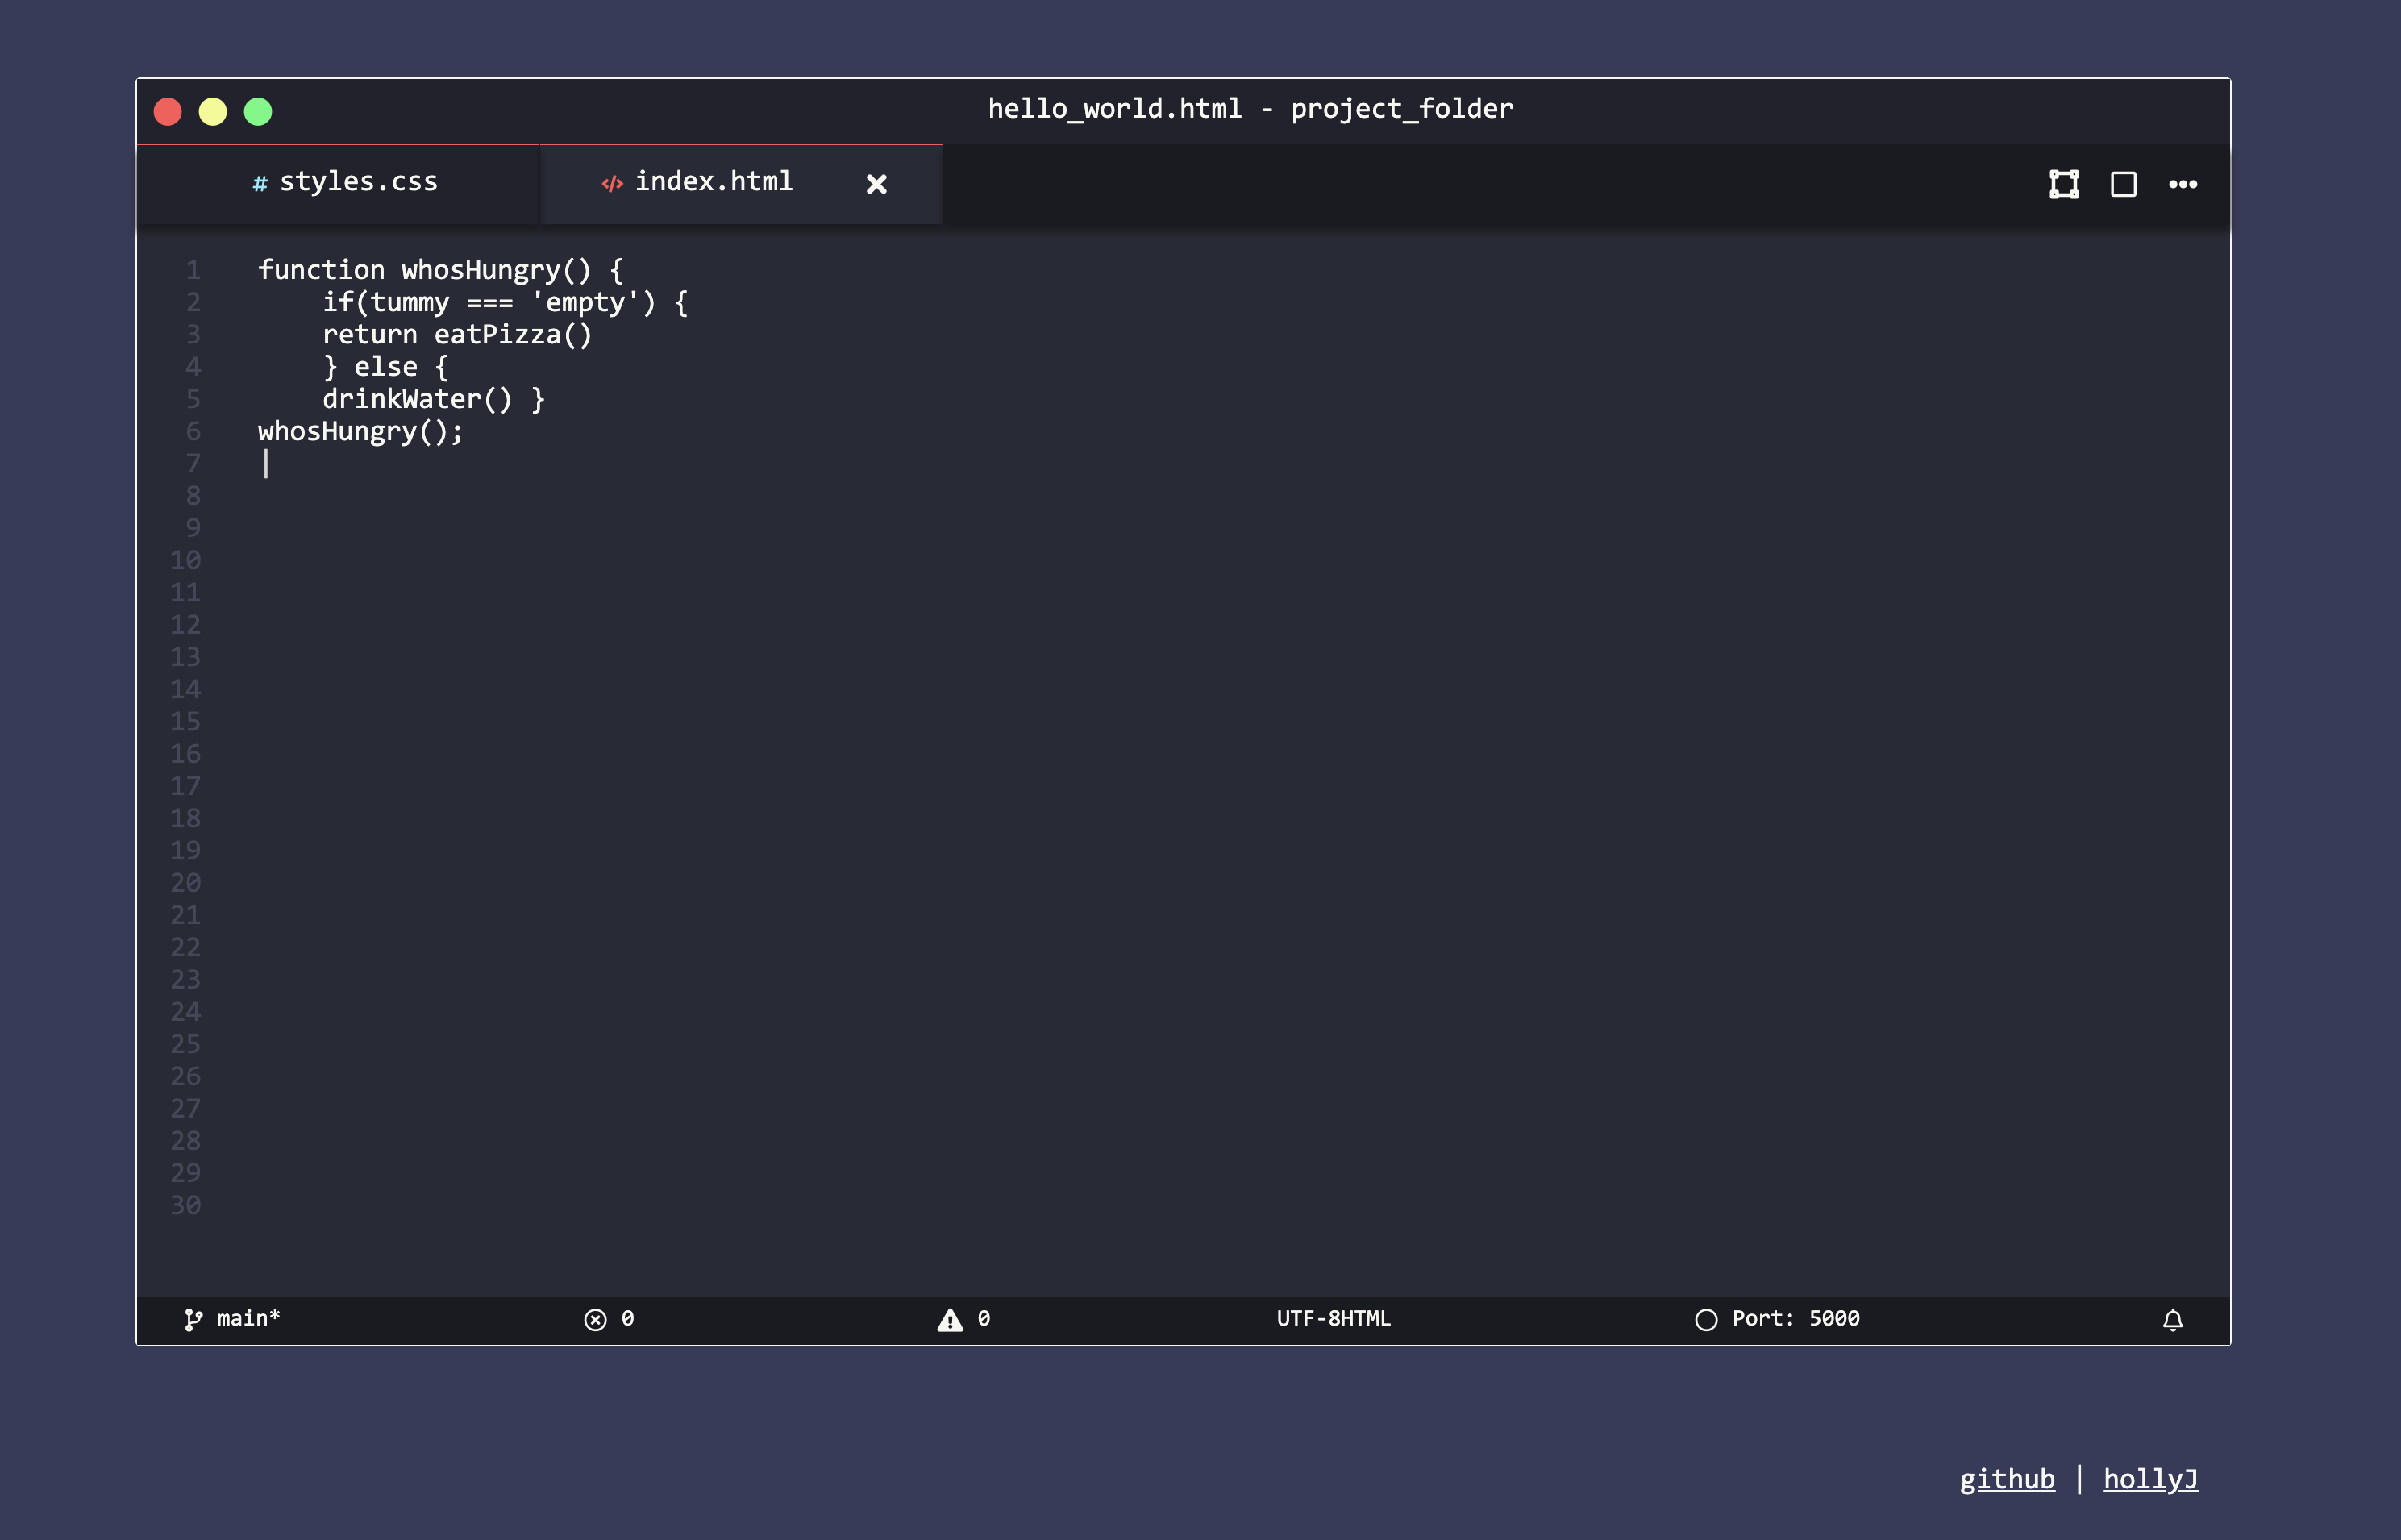 hello_world.html - project_folder
# styles.css
</> index.html
1 function whosHungry() {
2 if(tummy === 'empty') {
3 return eatPizza()
4 } else {
5 drinkWater() }
6 whosHungry();
7
8
9
10
11
12
13
14
15
16
17
18
19
20
21
22
23
24
25
26
27
28
29
30
main* 0 0 UTF-8HTML Port: 5000
github | hollyJ